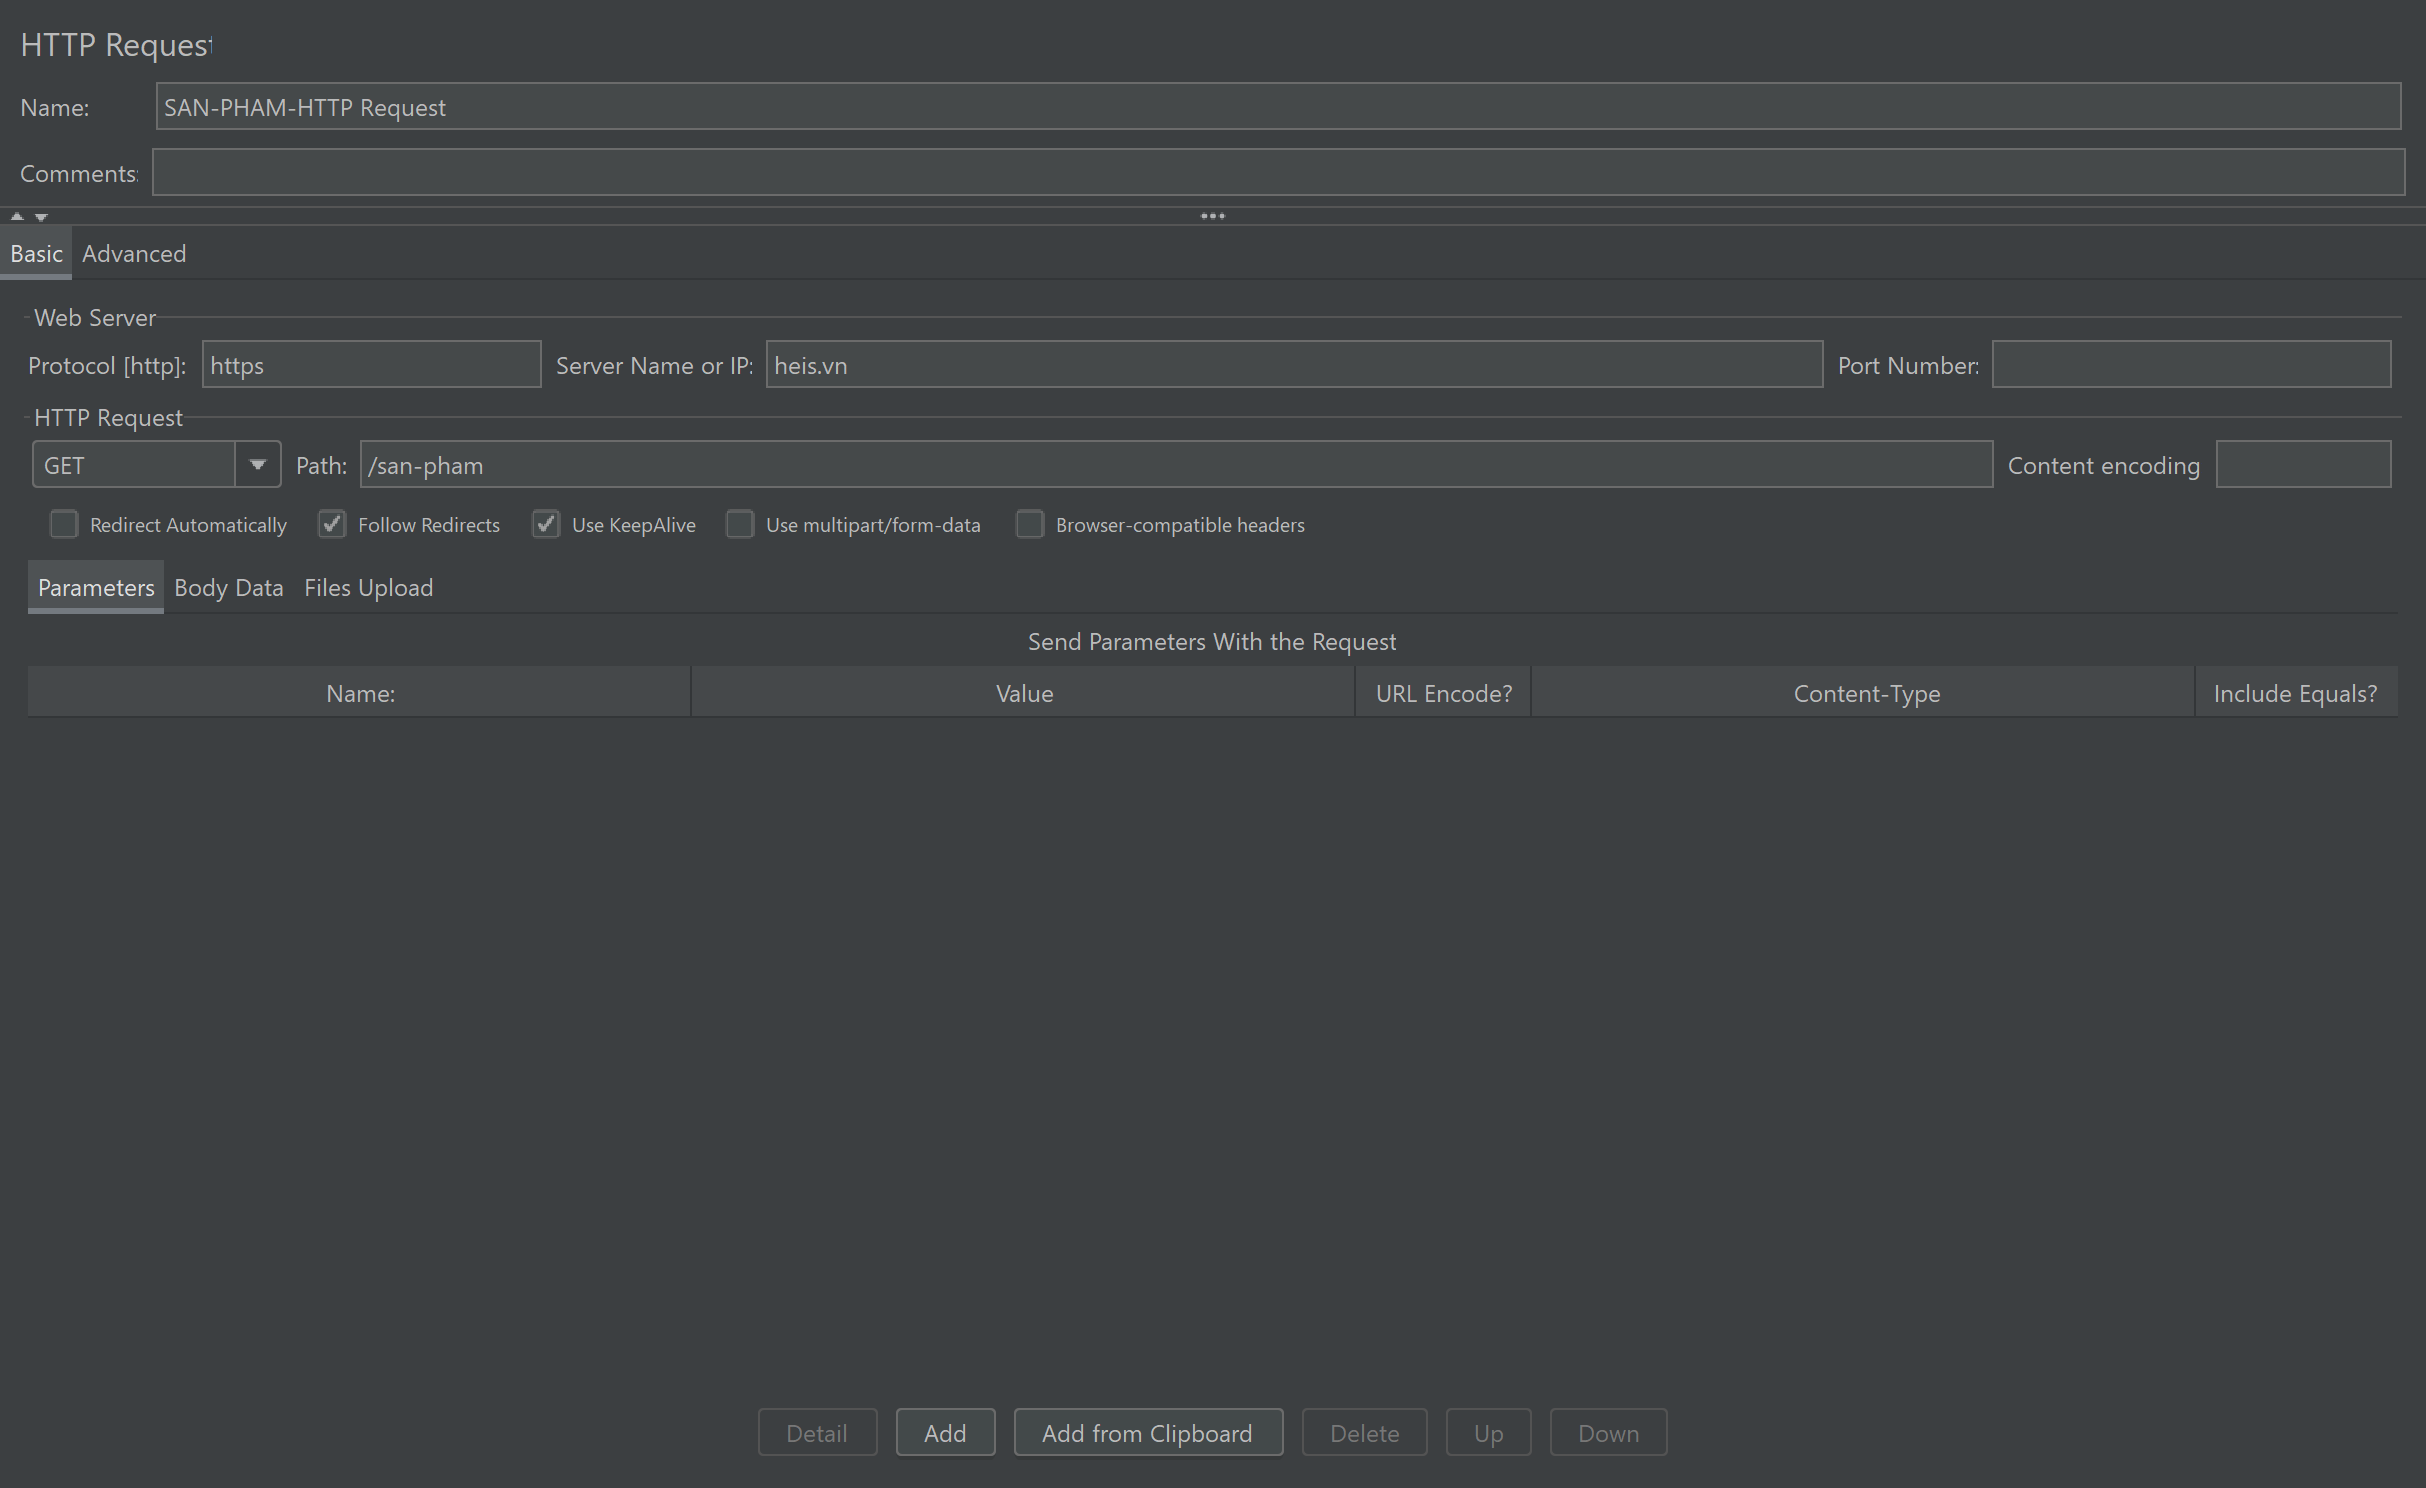 HTTP Request
Name: SAN-PHAM-HTTP Request
Comments:
Basic Advanced
Web Server
Protocol [http]: https Server Name or IP: heis.vn Port Number:
HTTP Request
GET Path: /san-pham Content encoding
Redirect Automatically Follow Redirects Use KeepAlive Use multipart/form-data Browser-compatible headers
Parameters Body Data Files Upload
Send Parameters With the Request
Name: Value URL Encode? Content-Type Include Equals?
Detail Add Add from Clipboard Delete Up Down